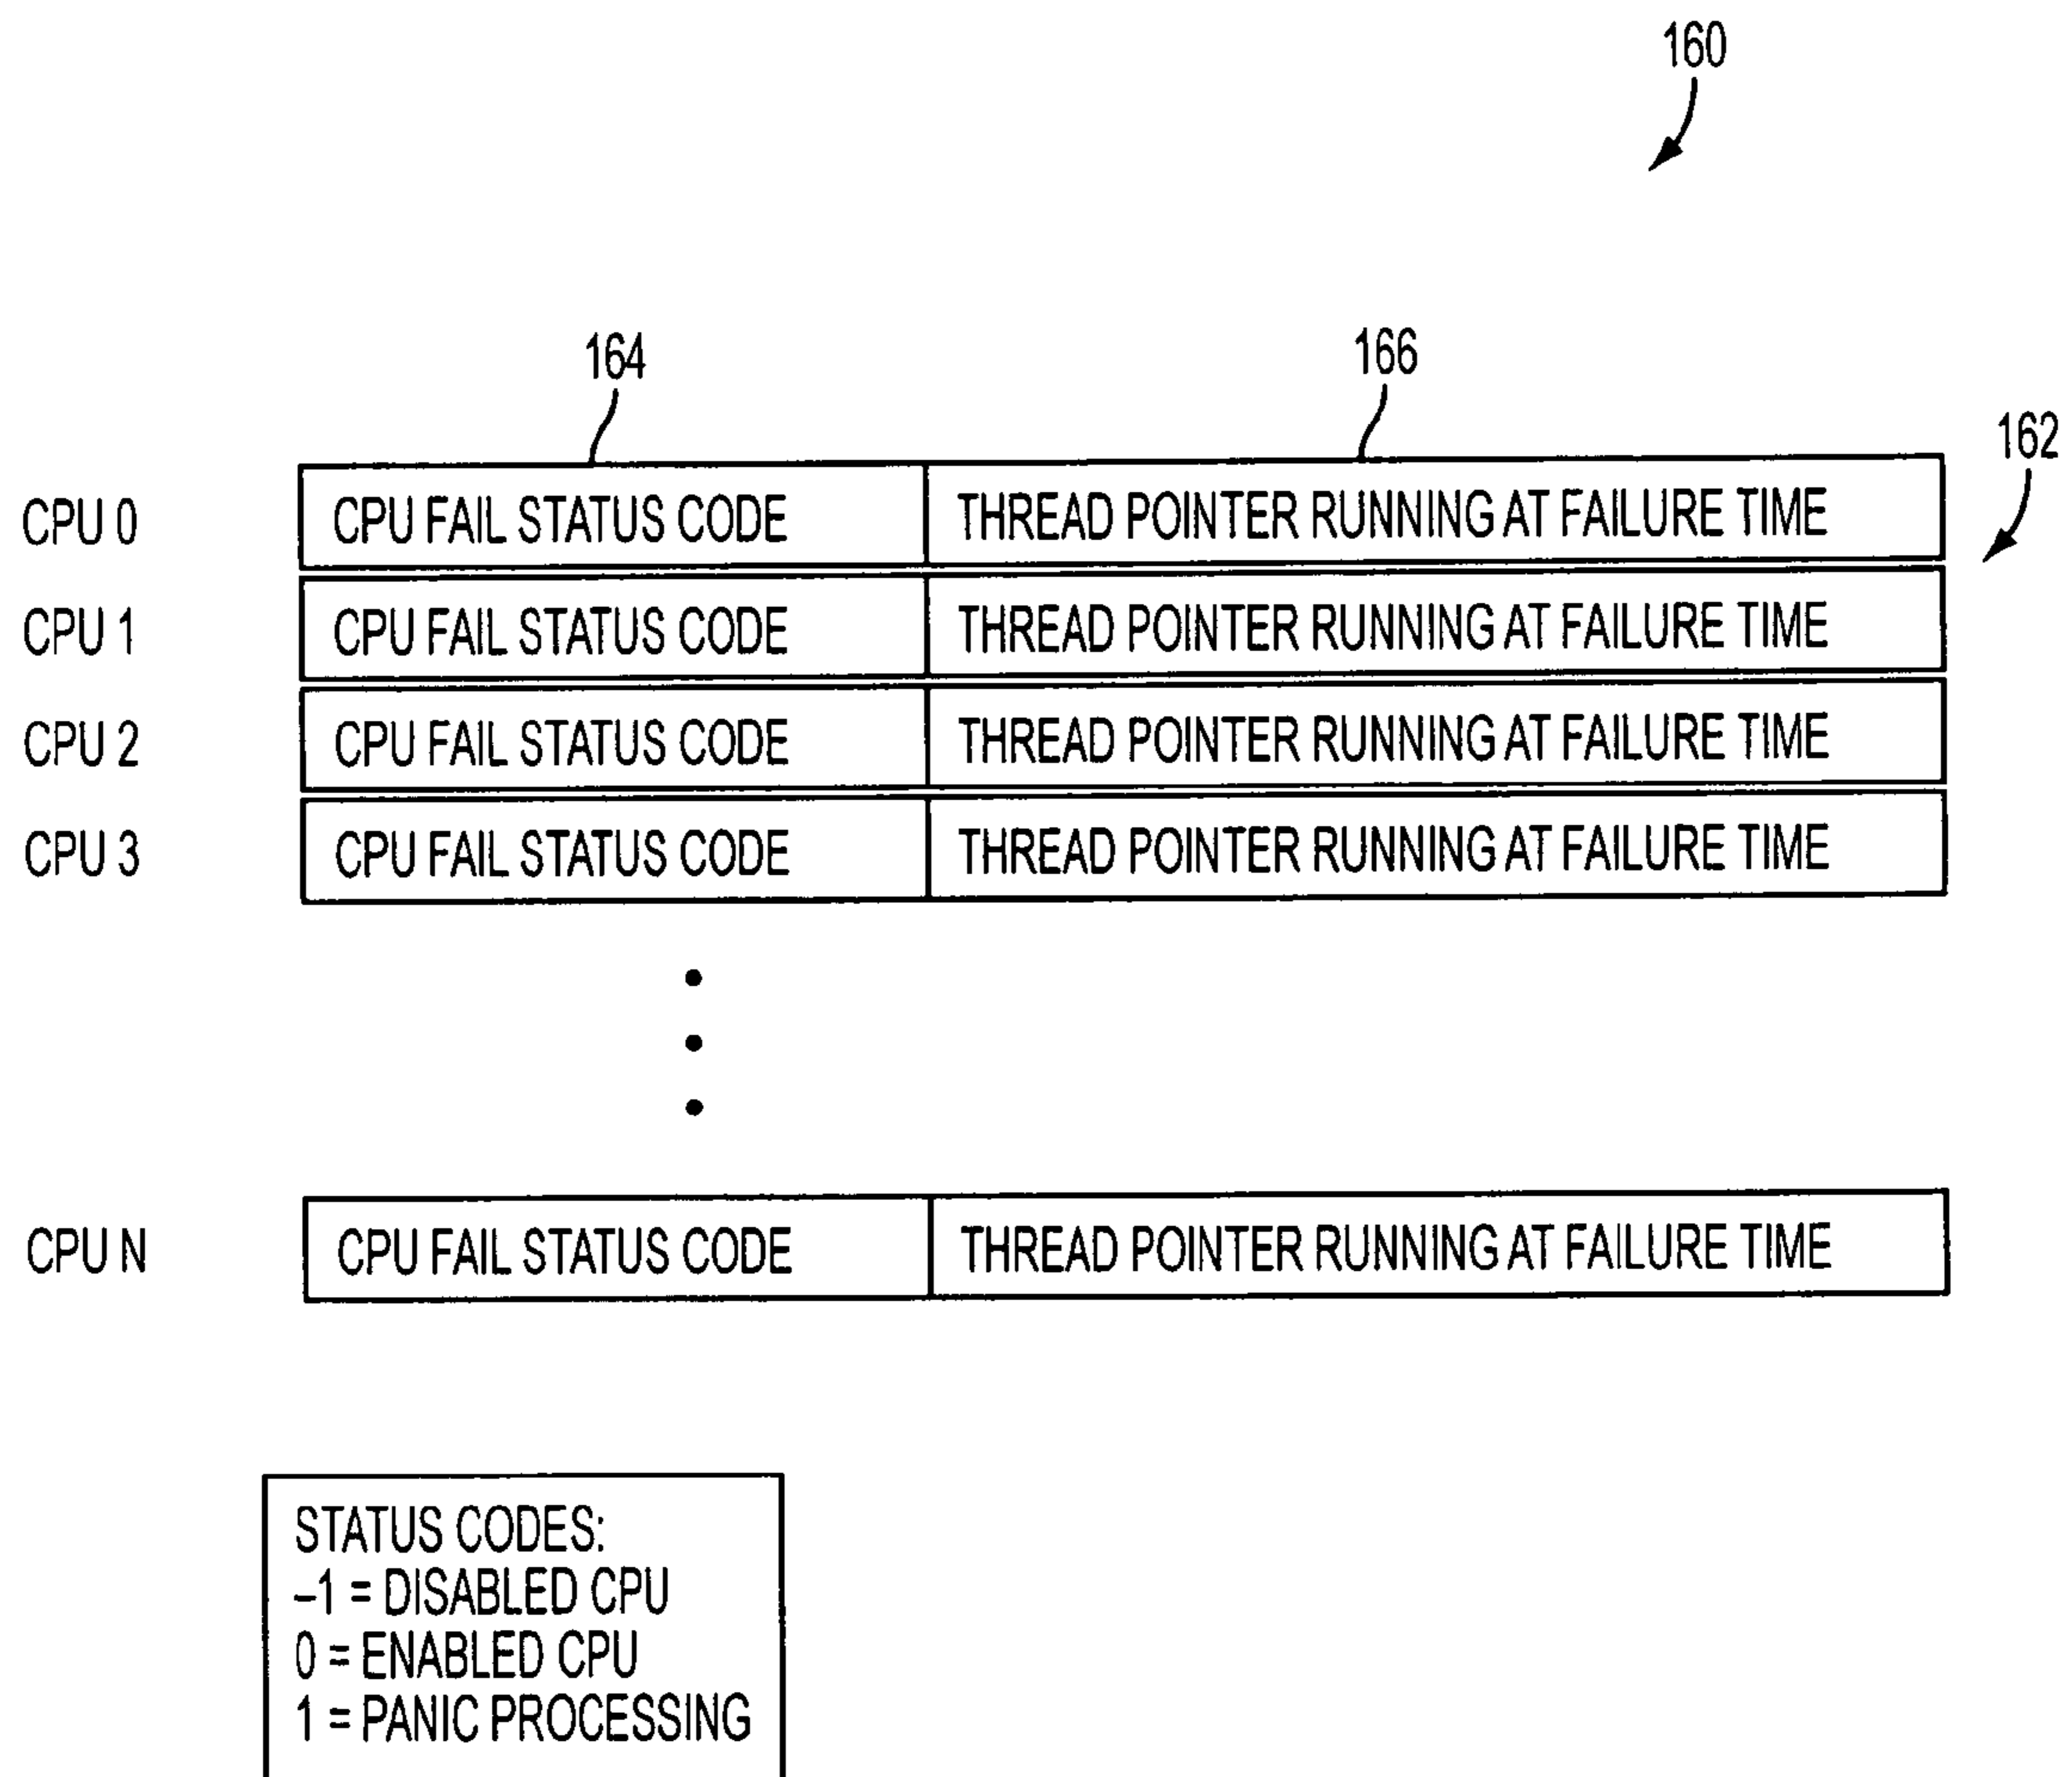 160
164
166
162
CPU 0 CPU FAIL STATUS CODE THREAD POINTER RUNNING AT FAILURE TIME
CPU 1 CPU FAIL STATUS CODE THREAD POINTER RUNNING AT FAILURE TIME
CPU 2 CPU FAIL STATUS CODE THREAD POINTER RUNNING AT FAILURE TIME
CPU 3 CPU FAIL STATUS CODE THREAD POINTER RUNNING AT FAILURE TIME
CPU N CPU FAIL STATUS CODE THREAD POINTER RUNNING AT FAILURE TIME
STATUS CODES:
–1 = DISABLED CPU
0 = ENABLED CPU
1 = PANIC PROCESSING